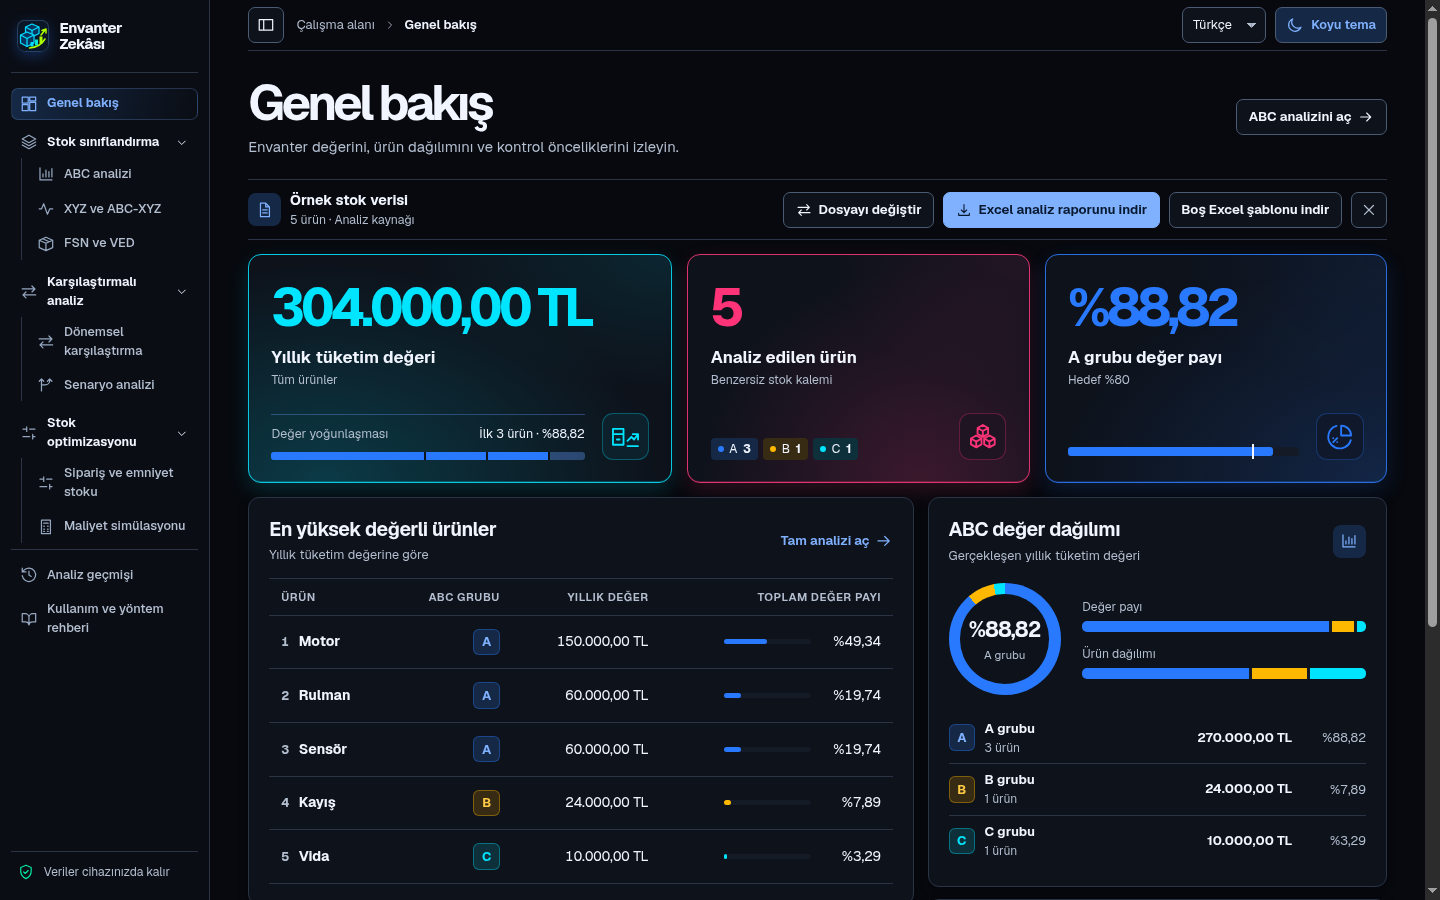 Envanter
Zekâsı
Genel bakış
Stok sınıflandırma
ABC analizi
XYZ ve ABC-XYZ
FSN ve VED
Karşılaştırmalı
analiz
Dönemsel
karşılaştırma
Senaryo analizi
Stok
optimizasyonu
Sipariş ve emniyet
stoku
Maliyet simülasyonu
Analiz geçmişi
Kullanım ve yöntem
rehberi
Veriler cihazınızda kalır
Çalışma alanı > Genel bakış
Türkçe
Koyu tema
Genel bakış
Envanter değerini, ürün dağılımını ve kontrol önceliklerini izleyin.
ABC analizini aç →
Örnek stok verisi
5 ürün · Analiz kaynağı
Dosyayı değiştir
Excel analiz raporunu indir
Boş Excel şablonu indir
304.000,00 TL
Yıllık tüketim değeri
Tüm ürünler
Değer yoğunlaşması
İlk 3 ürün · %88,82
5
Analiz edilen ürün
Benzersiz stok kalemi
A 3
B 1
C 1
%88,82
A grubu değer payı
Hedef %80
En yüksek değerli ürünler
Yıllık tüketim değerine göre
Tam analizi aç →
ÜRÜN ABC GRUBU YILLIK DEĞER TOPLAM DEĞER PAYI
1 Motor A 150.000,00 TL %49,34
2 Rulman A 60.000,00 TL %19,74
3 Sensör A 60.000,00 TL %19,74
4 Kayış B 24.000,00 TL %7,89
5 Vida C 10.000,00 TL %3,29
ABC değer dağılımı
Gerçekleşen yıllık tüketim değeri
%88,82
A grubu
Değer payı
Ürün dağılımı
A A grubu 270.000,00 TL %88,82
3 ürün
B B grubu 24.000,00 TL %7,89
1 ürün
C C grubu 10.000,00 TL %3,29
1 ürün